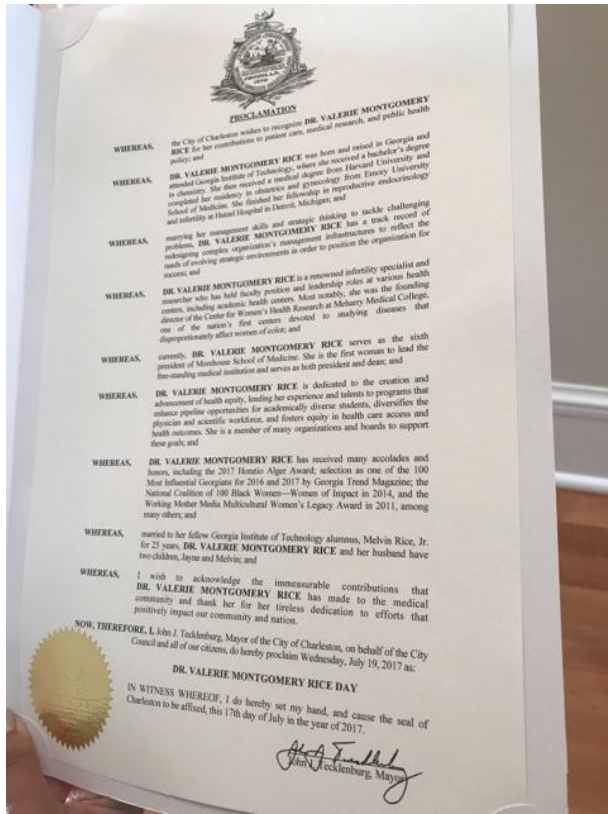 PROCLAMATION
WHEREAS, the City of Charleston wishes to recognize DR. VALERIE MONTGOMERY
RICE for her contributions to patient care, medical research, and public health
policy; and
WHEREAS, DR. VALERIE MONTGOMERY RICE was born and raised in Georgia and
attended Georgia Institute of Technology, where she received a bachelor's degree
in chemistry. She then received a medical degree from Harvard University and
completed her residency in obstetrics and gynecology from Emory University
School of Medicine. She finished her fellowship in reproductive endocrinology
and infertility at Hutzel Hospital in Detroit, Michigan; and
WHEREAS, marrying her management skills and strategic thinking to tackle challenging
problems, DR. VALERIE MONTGOMERY RICE has a track record of
redesigning complex organization's management infrastructures to reflect the
needs of evolving strategic environments in order to position the organization for
success; and
WHEREAS, DR. VALERIE MONTGOMERY RICE is a renowned infertility specialist and
researcher who has held faculty position and leadership roles at various health
centers, including academic health centers. Most notably, she was the founding
director of the Center for Women's Health Research at Meharry Medical College,
one of the nation's first centers devoted to studying diseases that
disproportionately affect women of color; and
WHEREAS, currently, DR. VALERIE MONTGOMERY RICE serves as the sixth
president of Morehouse School of Medicine. She is the first woman to lead the
free-standing medical institution and serves as both president and dean; and
WHEREAS, DR. VALERIE MONTGOMERY RICE is dedicated to the creation and
advancement of health equity, lending her experience and talents to programs that
enhance pipeline opportunities for academically diverse students, diversifies the
physician and scientific workforce, and fosters equity in health care access and
health outcomes. She is a member of many organizations and boards to support
these goals; and
WHEREAS, DR. VALERIE MONTGOMERY RICE has received many accolades and
honors, including the 2017 Horatio Alger Award; selection as one of the 100
Most Influential Georgians for 2016 and 2017 by Georgia Trend Magazine; the
National Coalition of 100 Black Women—Women of Impact in 2014, and the
Working Mother Media Multicultural Women's Legacy Award in 2011, among
many others; and
WHEREAS, married to her fellow Georgia Institute of Technology alumnus, Melvin Rice, Jr.
for 25 years, DR. VALERIE MONTGOMERY RICE and her husband have
two children, Jayne and Melvin; and
WHEREAS, I wish to acknowledge the immeasurable contributions that
DR. VALERIE MONTGOMERY RICE has made to the medical
community and thank her for her tireless dedication to efforts that
positively impact our community and nation.
NOW, THEREFORE, I, John J. Tecklenburg, Mayor of the City of Charleston, on behalf of the City
Council and all of our citizens, do hereby proclaim Wednesday, July 19, 2017 as:
DR. VALERIE MONTGOMERY RICE DAY
IN WITNESS WHEREOF, I do hereby set my hand, and cause the seal of
Charleston to be affixed, this 17th day of July in the year of 2017.
John J. Tecklenburg, Mayor